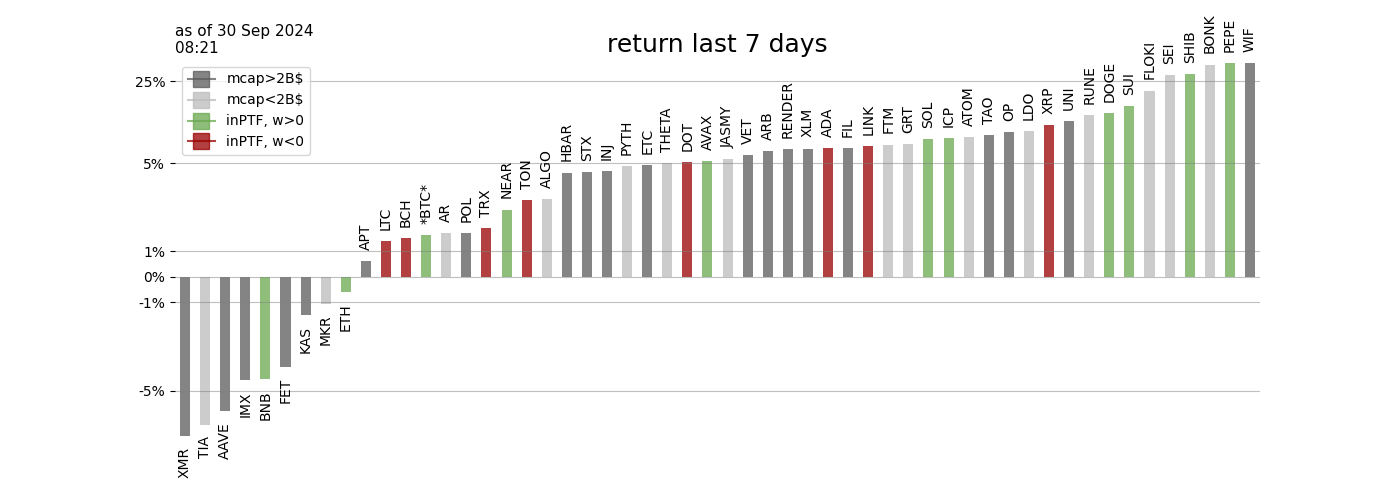 as of 30 Sep 2024
08:21
return last 7 days
mcap>2B$
mcap<2B$
inPTF, w>0
inPTF, w<0
25%
5%
1%
0%
-1%
-5%
XMR
TIA
AAVE
IMX
BNB
FET
KAS
MKR
ETH
APT
LTC
BCH
*BTC*
AR
POL
TRX
NEAR
TON
ALGO
HBAR
STX
INJ
PYTH
ETC
THETA
DOT
AVAX
JASMY
VET
ARB
RENDER
XLM
ADA
FIL
LINK
FTM
GRT
SOL
ICP
ATOM
TAO
OP
LDO
XRP
UNI
RUNE
DOGE
SUI
FLOKI
SEI
SHIB
BONK
PEPE
WIF